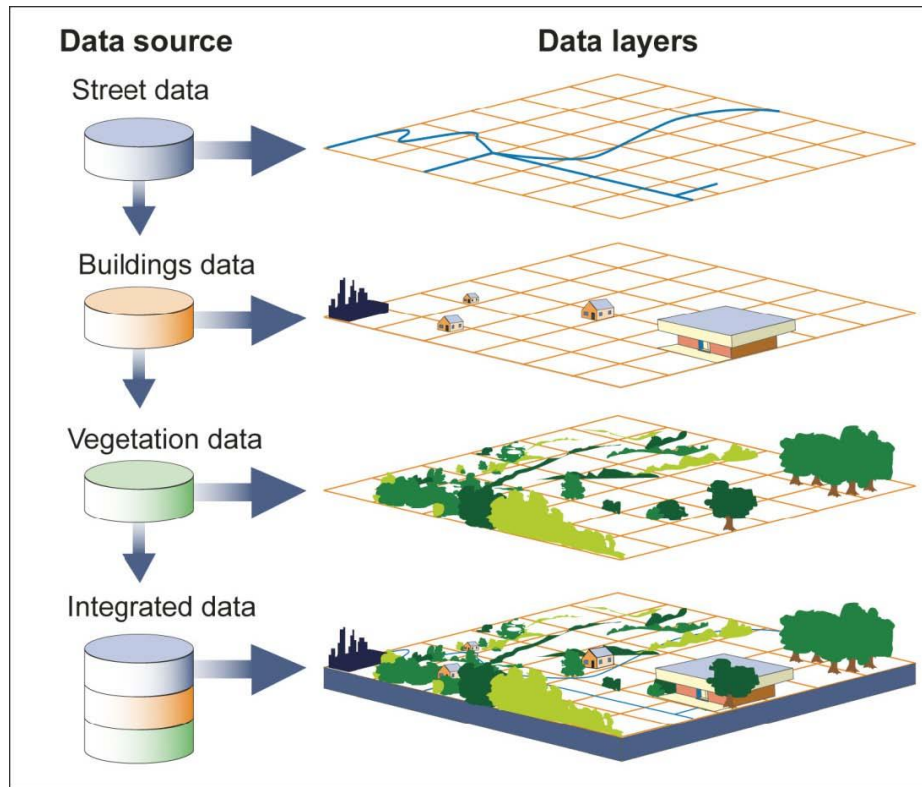 Data source
Data layers
Street data
Buildings data
Vegetation data
Integrated data